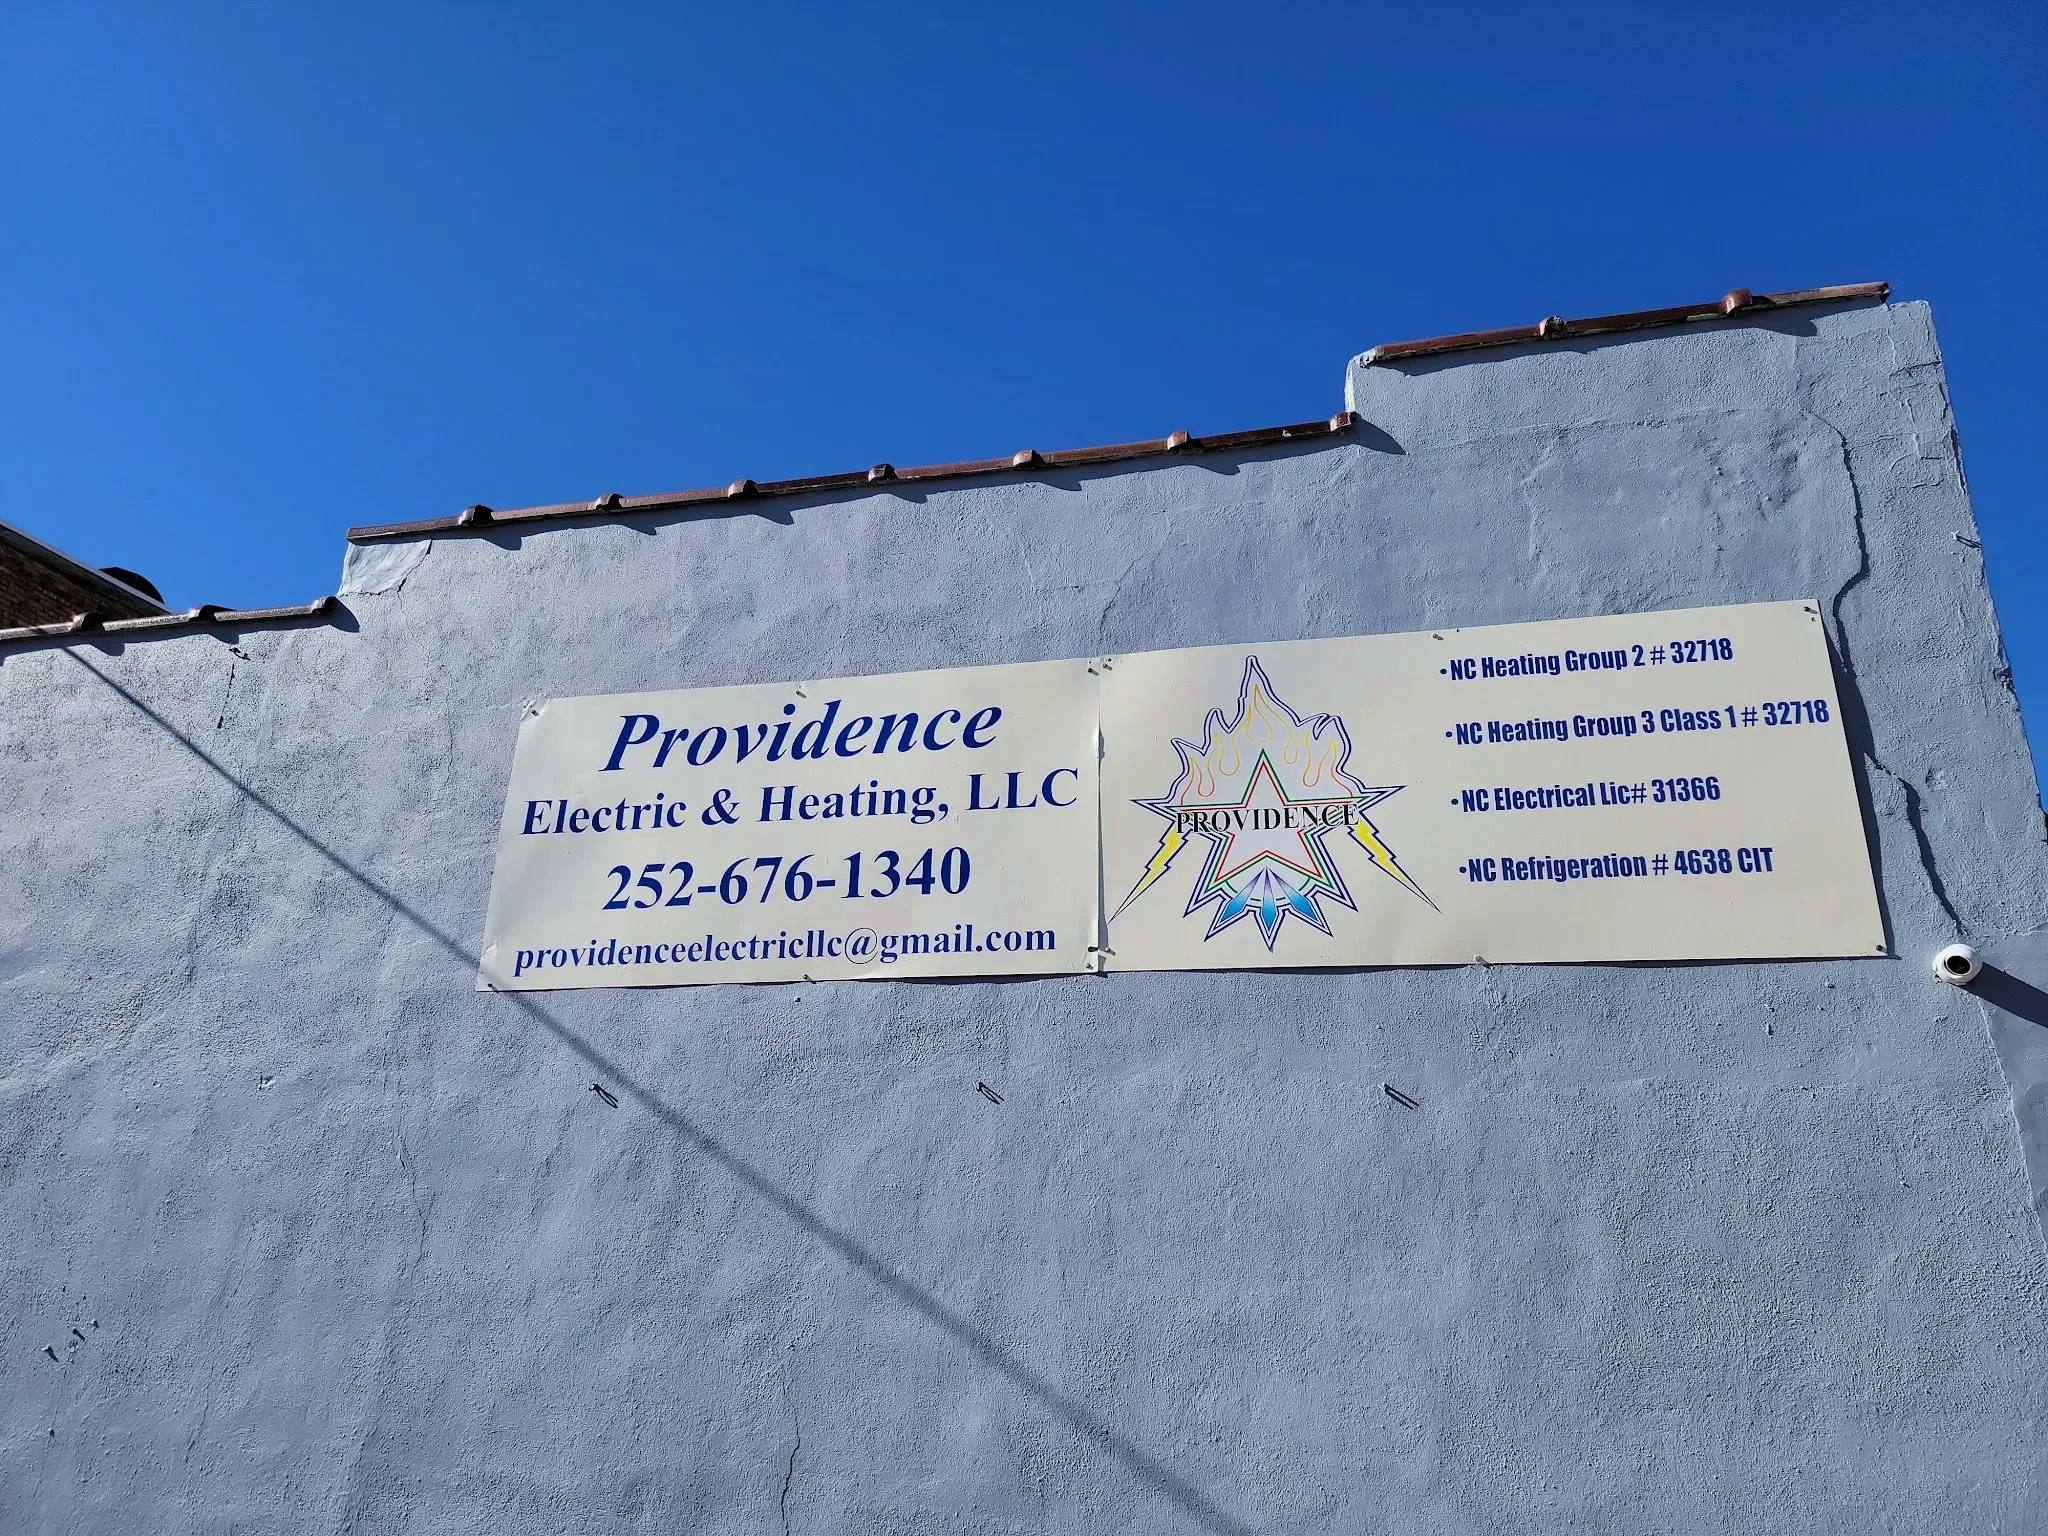 Providence
Electric & Heating, LLC
252-676-1340
providenceelectricllc@gmail.com
PROVIDENCE
•NC Heating Group 2 # 32718
•NC Heating Group 3 Class 1 # 32718
•NC Electrical Lic# 31366
•NC Refrigeration # 4638 CIT